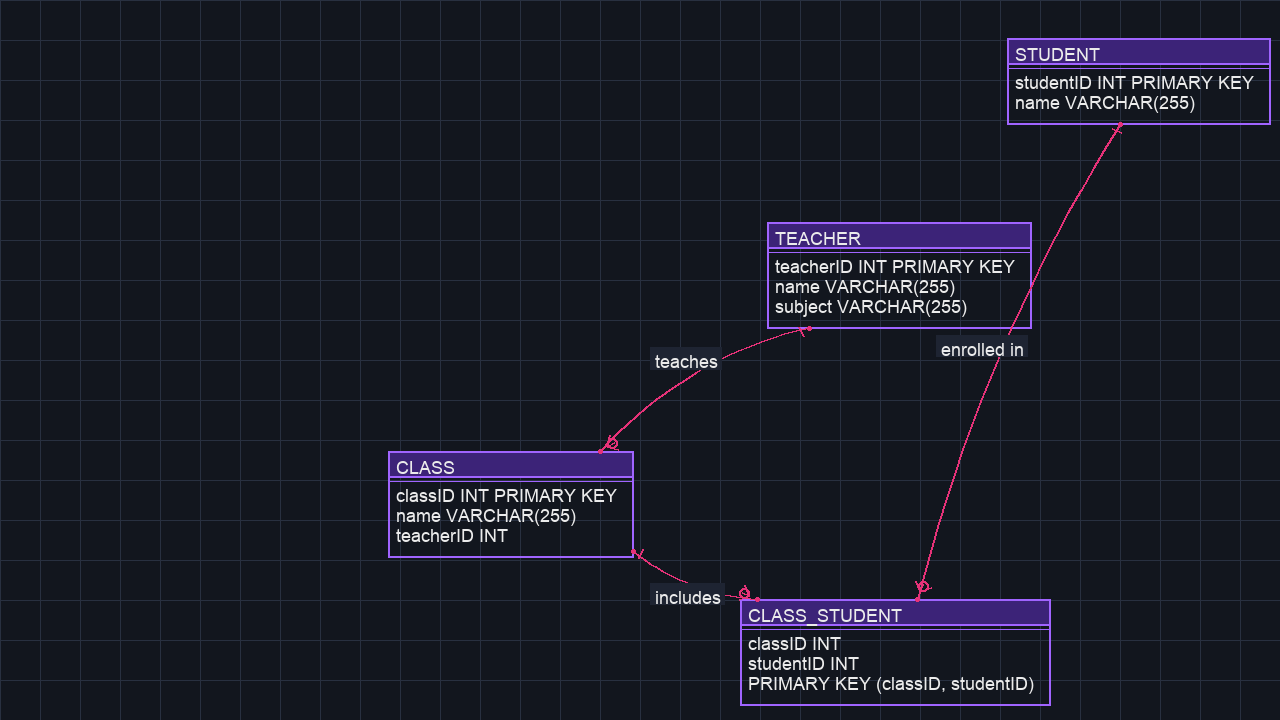 STUDENT
studentID INT PRIMARY KEY
name VARCHAR(255)
TEACHER
teacherID INT PRIMARY KEY
name VARCHAR(255)
subject VARCHAR(255)
enrolled in
teaches
CLASS
classID INT PRIMARY KEY
name VARCHAR(255)
teacherID INT
includes
CLASS_STUDENT
classID INT
studentID INT
PRIMARY KEY (classID, studentID)